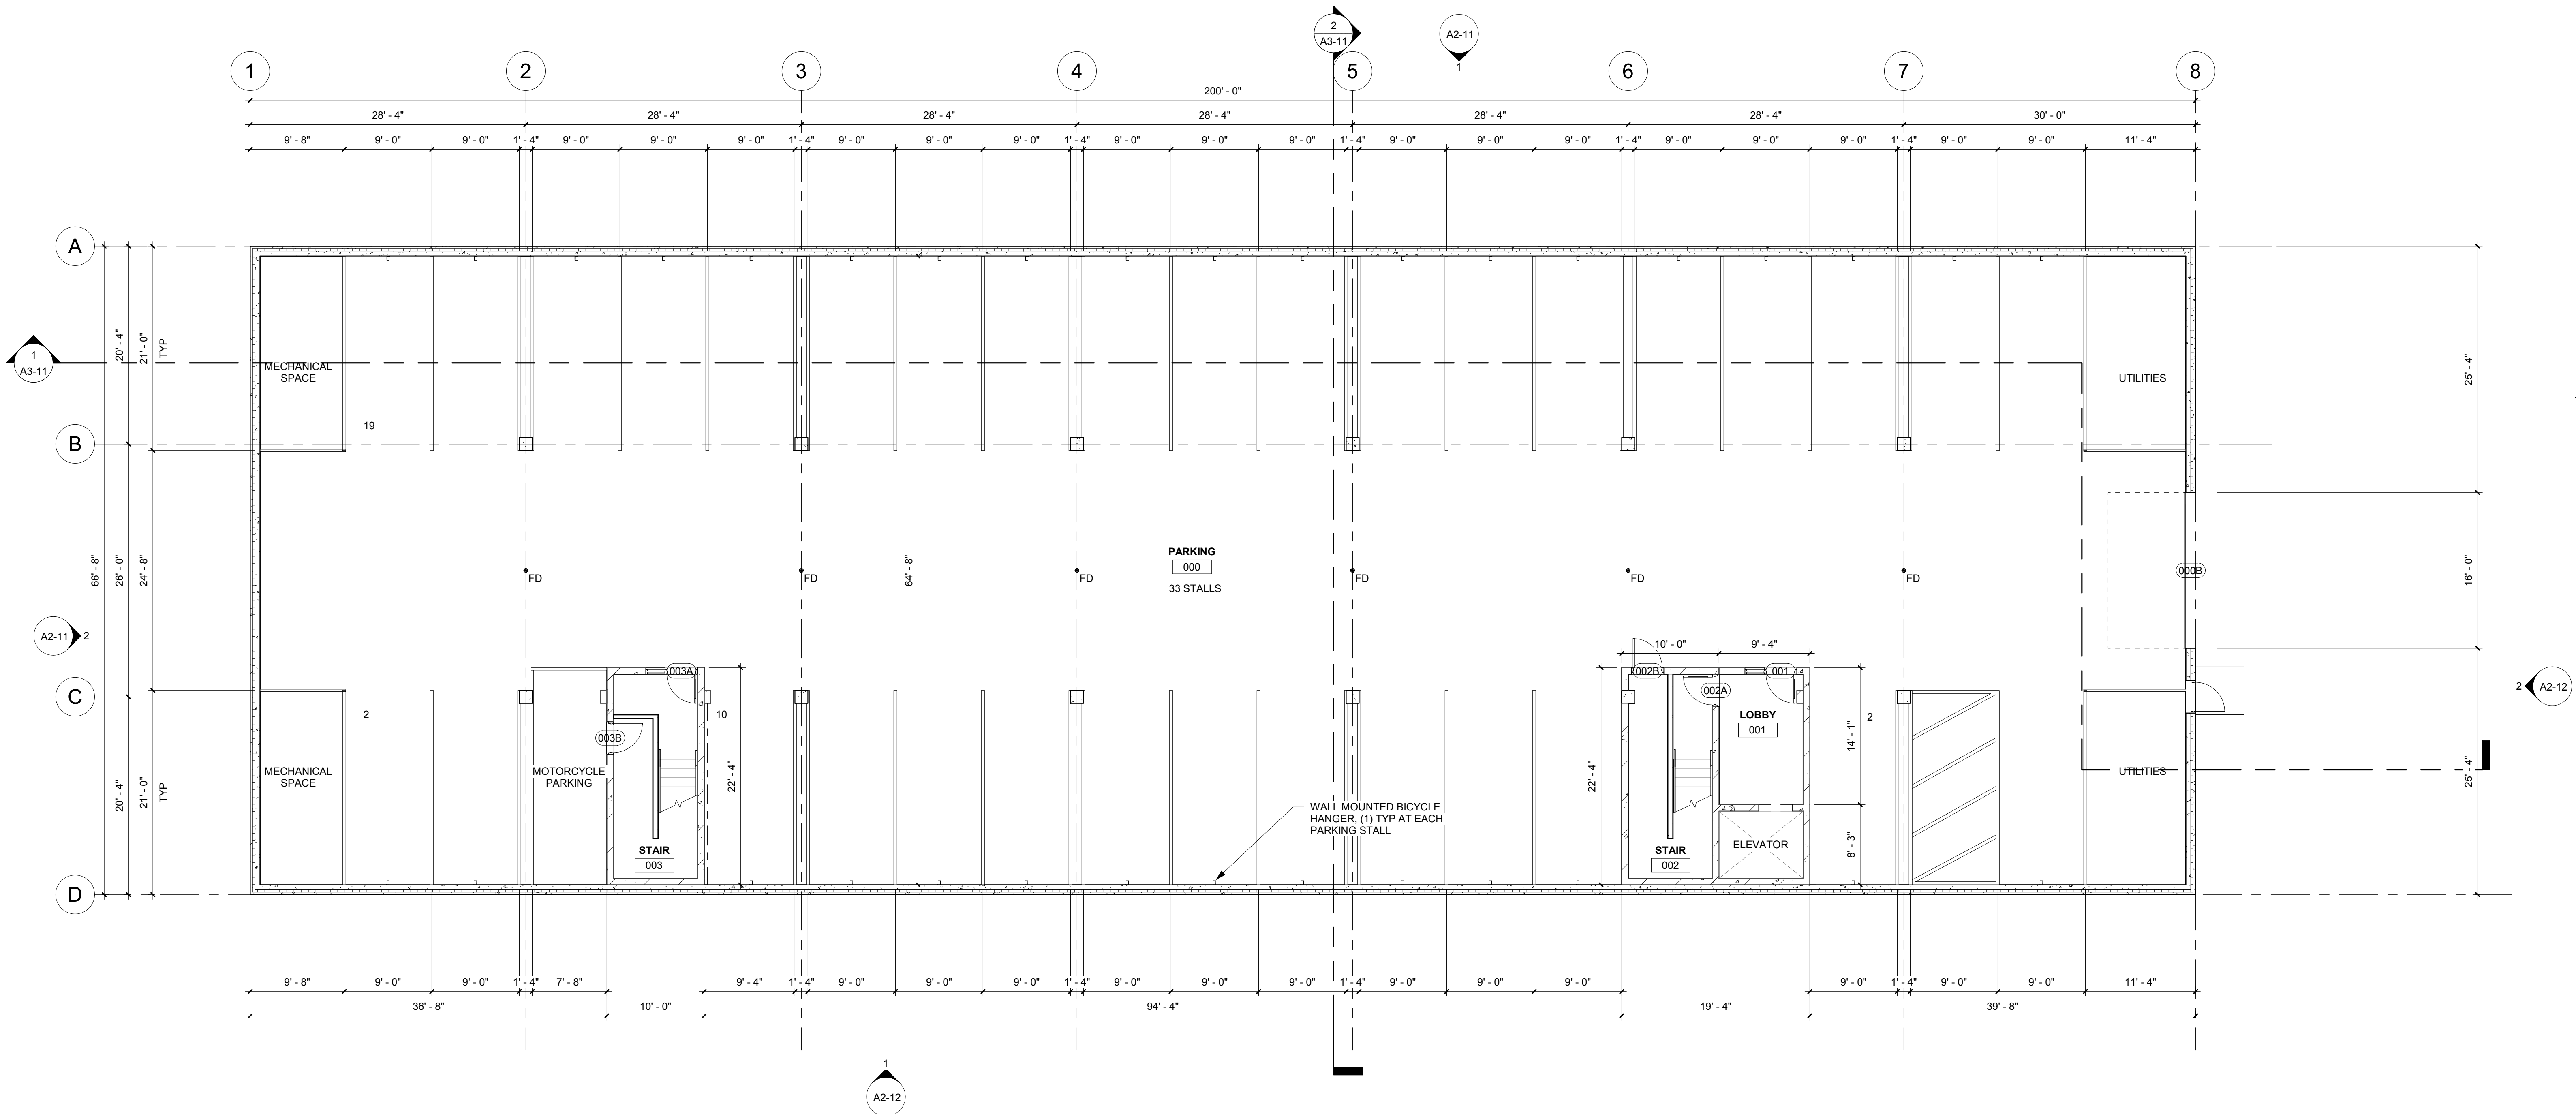 2
A3-11
A2-11
1
1
2
3
4
5
6
7
8
200' - 0"
28' - 4"
28' - 4"
28' - 4"
28' - 4"
28' - 4"
28' - 4"
30' - 0"
9' - 8"
9' - 0"
9' - 0"
1' - 4"
9' - 0"
9' - 0"
9' - 0"
1' - 4"
9' - 0"
9' - 0"
9' - 0"
1' - 4"
9' - 0"
9' - 0"
9' - 0"
1' - 4"
9' - 0"
9' - 0"
9' - 0"
1' - 4"
9' - 0"
9' - 0"
9' - 0"
1' - 4"
9' - 0"
9' - 0"
11' - 4"
A
B
C
D
1
A3-11
20' - 4"
21' - 0"
TYP
MECHANICAL
SPACE
19
UTILITIES
25' - 4"
66' - 8"
26' - 0"
24' - 8"
64' - 8"
FD
FD
FD
FD
FD
FD
PARKING
000
33 STALLS
000B
16' - 0"
A2-11
2
10' - 0"
9' - 4"
003A
002B
001
002A
2
A2-12
2
10
LOBBY
001
2
003B
14' - 1"
MECHANICAL
SPACE
MOTORCYCLE
PARKING
22' - 4"
22' - 4"
UTILITIES
25' - 4"
20' - 4"
21' - 0"
TYP
WALL MOUNTED BICYCLE
HANGER, (1) TYP AT EACH
PARKING STALL
STAIR
003
STAIR
002
ELEVATOR
8' - 3"
9' - 8"
9' - 0"
9' - 0"
1' - 4"
7' - 8"
9' - 4"
1' - 4"
9' - 0"
9' - 0"
9' - 0"
1' - 4"
9' - 0"
9' - 0"
9' - 0"
1' - 4"
9' - 0"
9' - 0"
9' - 0"
9' - 0"
1' - 4"
9' - 0"
9' - 0"
11' - 4"
36' - 8"
10' - 0"
94' - 4"
19' - 4"
39' - 8"
1
A2-12